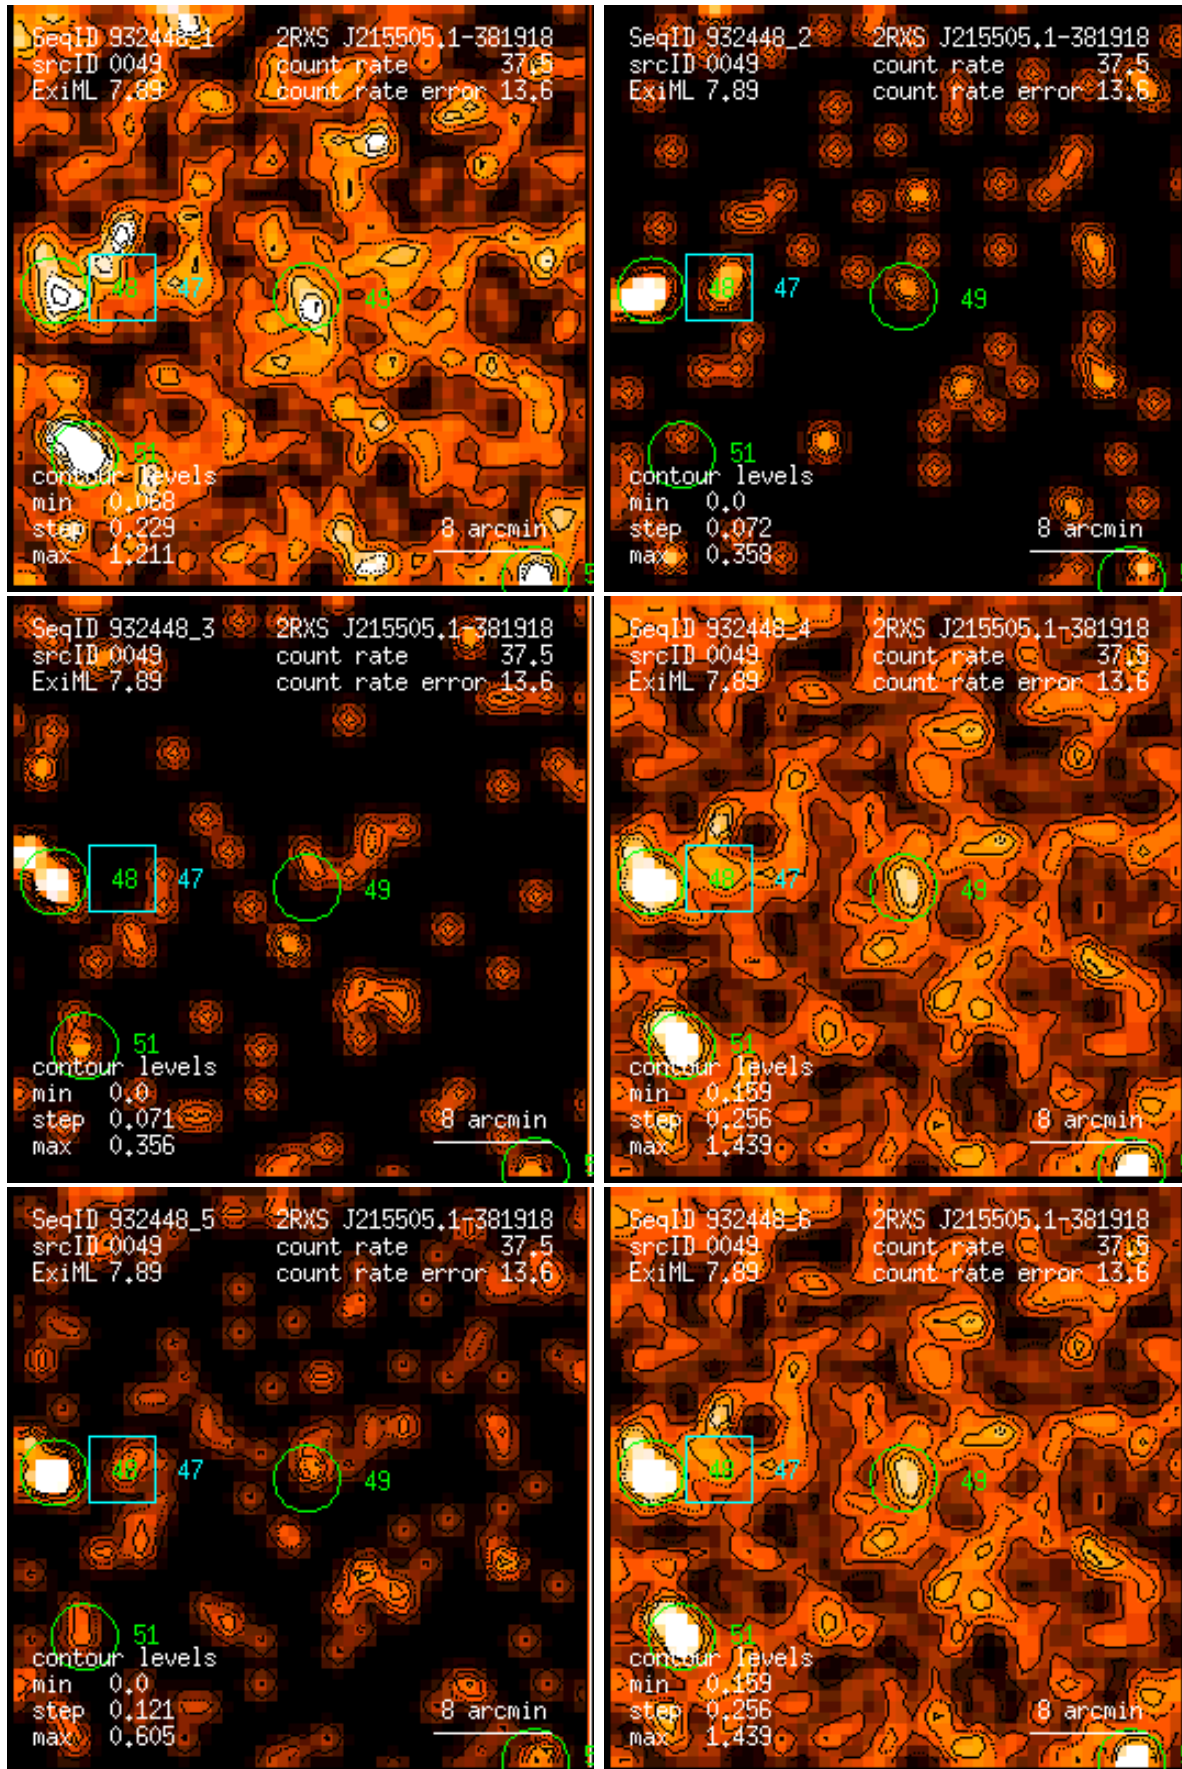 SeqID 932448_1 2RXS J215505.1-381918
srcID 0049 count rate 37.5
ExiML 7.89 count rate error 13.6
48 47 49
51
contour levels
min 0.068
step 0.229
max 1.211
8 arcmin
5
SeqID 932448_2 2RXS J215505.1-381918
srcID 0049 count rate 37.5
ExiML 7.89 count rate error 13.6
48 47 49
51
contour levels
min 0.0
step 0.072
max 0.358
8 arcmin
SeqID 932448_3 2RXS J215505.1-381918
srcID 0049 count rate 37.5
ExiML 7.89 count rate error 13.6
48 47 49
51
contour levels
min 0.0
step 0.071
max 0.356
8 arcmin
5
SeqID 932448_4 2RXS J215505.1-381918
srcID 0049 count rate 37.5
ExiML 7.89 count rate error 13.6
48 47 49
51
contour levels
min 0.159
step 0.256
max 1.439
8 arcmin
SeqID 932448_5 2RXS J215505.1-381918
srcID 0049 count rate 37.5
ExiML 7.89 count rate error 13.6
48 47 49
51
contour levels
min 0.0
step 0.121
max 0.605
8 arcmin
5
SeqID 932448_6 2RXS J215505.1-381918
srcID 0049 count rate 37.5
ExiML 7.89 count rate error 13.6
48 47 49
51
contour levels
min 0.159
step 0.256
max 1.439
8 arcmin